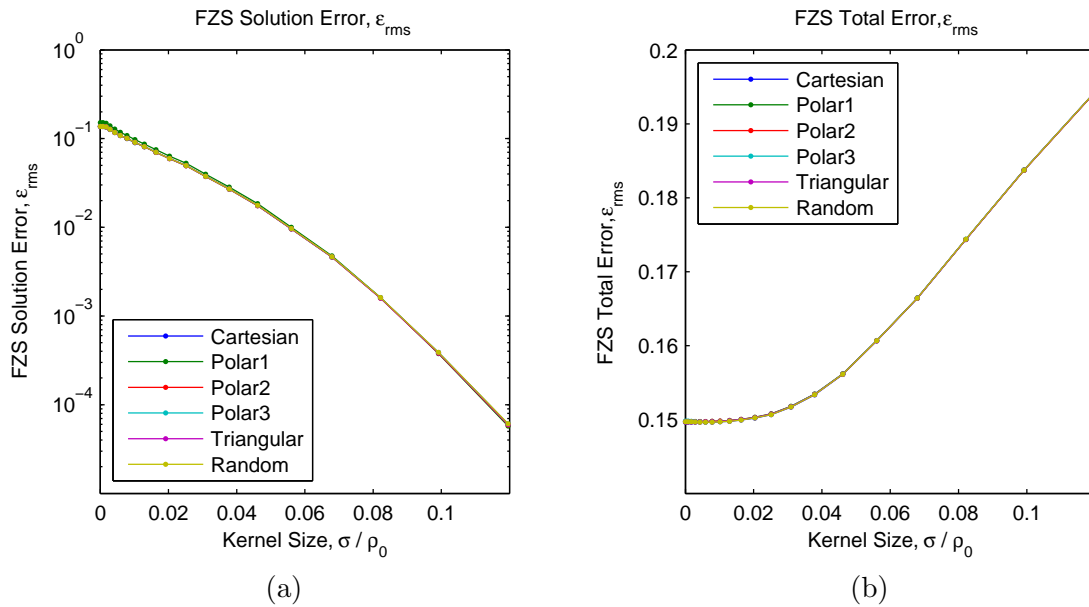 FZS Solution Error, ε_rms
10^0
10^-1
10^-2
10^-3
10^-4
FZS Solution Error, ε_rms
Cartesian
Polar1
Polar2
Polar3
Triangular
Random
0 0.02 0.04 0.06 0.08 0.1
Kernel Size, σ / ρ_0
(a)
FZS Total Error,ε_rms
0.2
0.19
0.18
0.17
0.16
0.15
FZS Total Error,ε_rms
Cartesian
Polar1
Polar2
Polar3
Triangular
Random
0 0.02 0.04 0.06 0.08 0.1
Kernel Size, σ / ρ_0
(b)